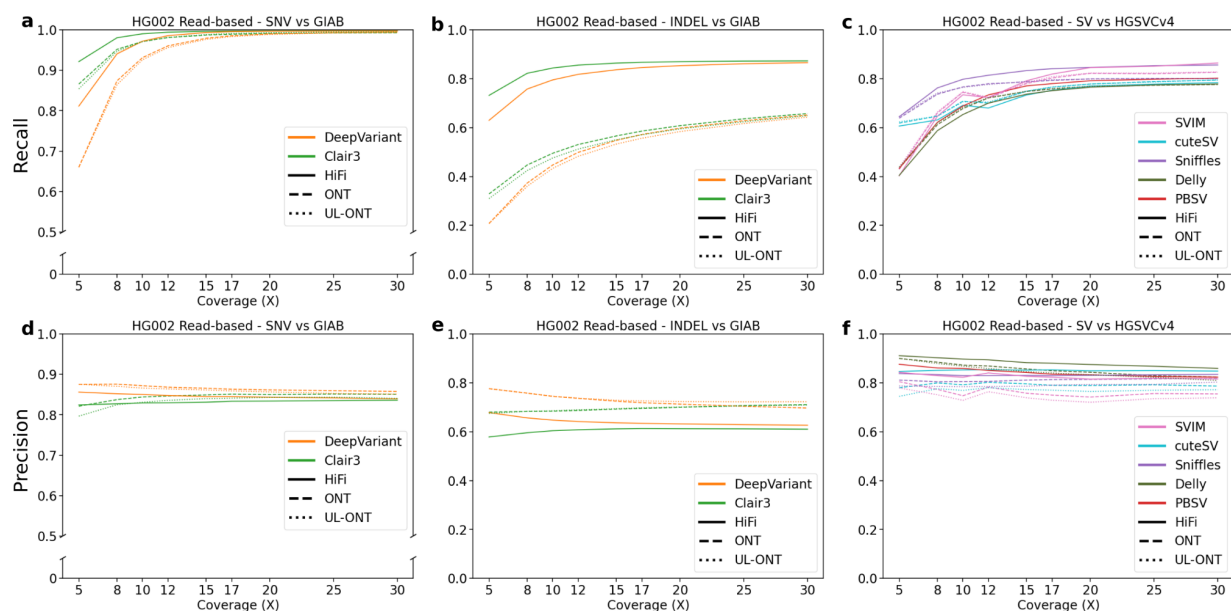 a
HG002 Read-based - SNV vs GIAB
1.0
0.9
0.8
0.7
0.6
0.5
0
Recall
DeepVariant
Clair3
HiFi
ONT
UL-ONT
5 8 10 12 15 17 20 25 30
Coverage (X)
b
HG002 Read-based - INDEL vs GIAB
1.0
0.8
0.6
0.4
0.2
0.0
DeepVariant
Clair3
HiFi
ONT
UL-ONT
5 8 10 12 15 17 20 25 30
Coverage (X)
c
HG002 Read-based - SV vs HGSVCv4
1.0
0.8
0.6
0.4
0.2
0.0
SVIM
cuteSV
Sniffles
Delly
PBSV
HiFi
ONT
UL-ONT
5 8 10 12 15 17 20 25 30
Coverage (X)
d
HG002 Read-based - SNV vs GIAB
1.0
0.9
0.8
0.7
0.6
0.5
0
Precision
DeepVariant
Clair3
HiFi
ONT
UL-ONT
5 8 10 12 15 17 20 25 30
Coverage (X)
e
HG002 Read-based - INDEL vs GIAB
1.0
0.8
0.6
0.4
0.2
0.0
DeepVariant
Clair3
HiFi
ONT
UL-ONT
5 8 10 12 15 17 20 25 30
Coverage (X)
f
HG002 Read-based - SV vs HGSVCv4
1.0
0.8
0.6
0.4
0.2
0.0
SVIM
cuteSV
Sniffles
Delly
PBSV
HiFi
ONT
UL-ONT
5 8 10 12 15 17 20 25 30
Coverage (X)